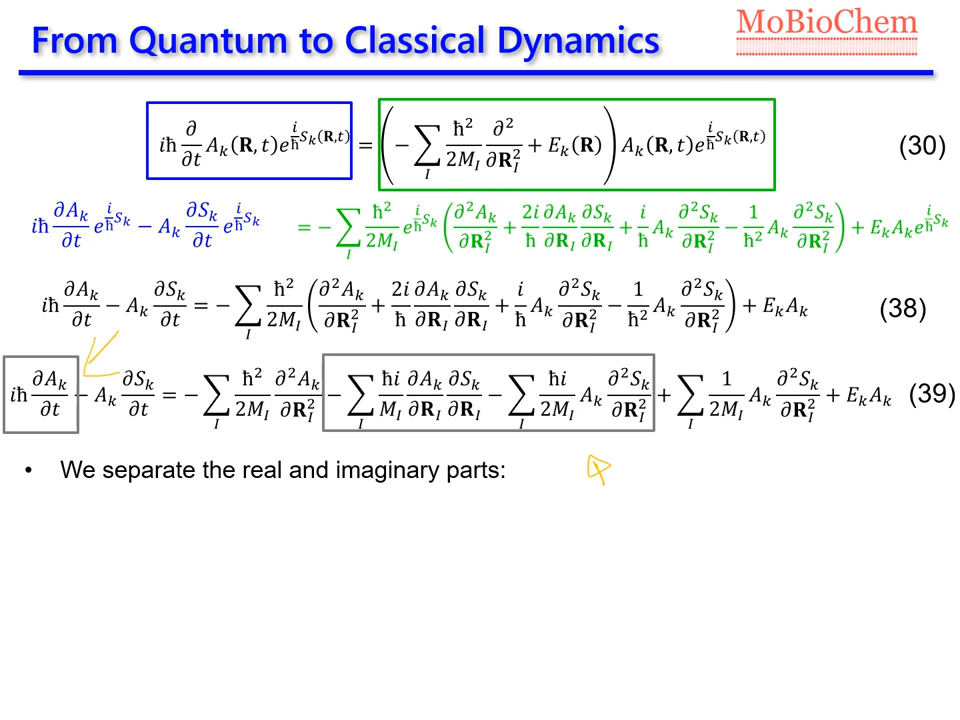 From Quantum to Classical Dynamics
MoBioChem
iħ ∂/∂t A_k(𝐑, t)e^{(i/ħ)S_k(𝐑,t)} = (−∑_I ħ²/2M_I ∂²/∂𝐑_I² + E_k(𝐑)) A_k(𝐑, t)e^{(i/ħ)S_k(𝐑,t)} (30)
iħ ∂A_k/∂t e^{(i/ħ)S_k} − A_k ∂S_k/∂t e^{(i/ħ)S_k} = −∑_I ħ²/2M_I e^{(i/ħ)S_k} (∂²A_k/∂𝐑_I² + 2i/ħ ∂A_k/∂𝐑_I ∂S_k/∂𝐑_I + i/ħ A_k ∂²S_k/∂𝐑_I² − 1/ħ² A_k ∂²S_k/∂𝐑_I²) + E_k A_k e^{(i/ħ)S_k}
iħ ∂A_k/∂t − A_k ∂S_k/∂t = −∑_I ħ²/2M_I (∂²A_k/∂𝐑_I² + 2i/ħ ∂A_k/∂𝐑_I ∂S_k/∂𝐑_I + i/ħ A_k ∂²S_k/∂𝐑_I² − 1/ħ² A_k ∂²S_k/∂𝐑_I²) + E_k A_k (38)
iħ ∂A_k/∂t − A_k ∂S_k/∂t = −∑_I ħ²/2M_I ∂²A_k/∂𝐑_I² − ∑_I ħi/M_I ∂A_k/∂𝐑_I ∂S_k/∂𝐑_I − ∑_I ħi/2M_I A_k ∂²S_k/∂𝐑_I² + ∑_I 1/2M_I A_k ∂²S_k/∂𝐑_I² + E_k A_k (39)
• We separate the real and imaginary parts: